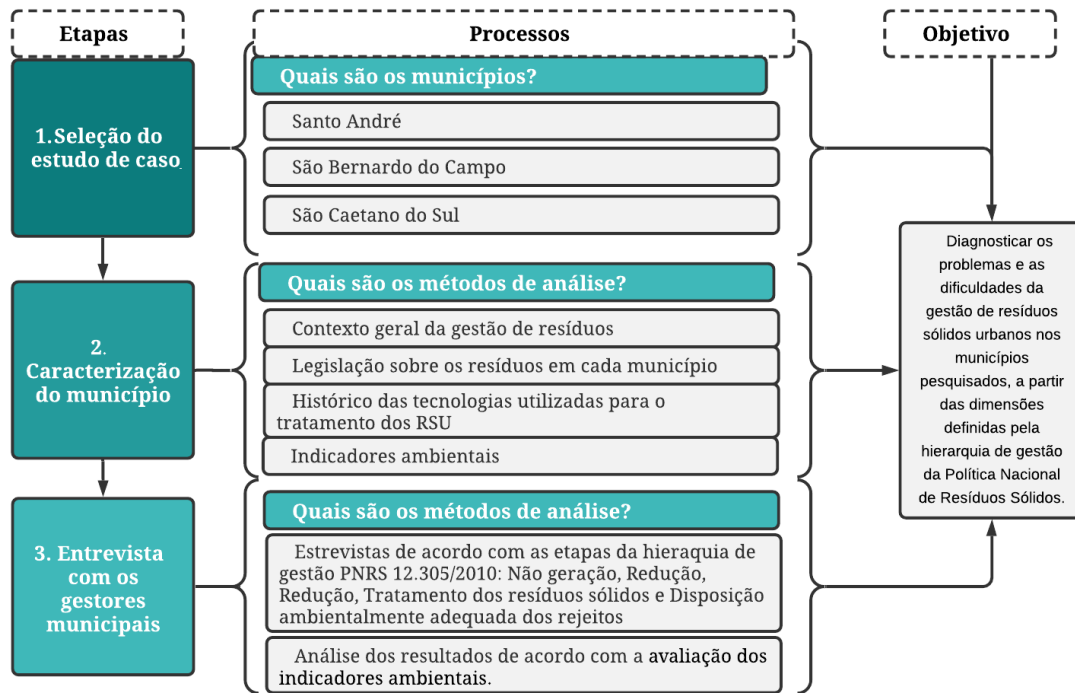 Etapas
Processos
Objetivo
1.Seleção do
estudo de caso.
Quais são os municípios?
Santo André
São Bernardo do Campo
São Caetano do Sul
2.
Caracterização
do município
Quais são os métodos de análise?
Contexto geral da gestão de resíduos
Legislação sobre os resíduos em cada município
Histórico das tecnologias utilizadas para o
tratamento dos RSU
Indicadores ambientais
3. Entrevista
com os
gestores
municipais
Quais são os métodos de análise?
Estrevistas de acordo com as etapas da hieraquia de
gestão PNRS 12.305/2010: Não geração, Redução,
Redução, Tratamento dos resíduos sólidos e Disposição
ambientalmente adequada dos rejeitos
Análise dos resultados de acordo com a avaliação dos
indicadores ambientais.
Diagnosticar os
problemas e as
dificuldades da
gestão de resíduos
sólidos urbanos nos
municípios
pesquisados, a partir
das dimensões
definidas pela
hierarquia de gestão
da Política Nacional
de Resíduos Sólidos.